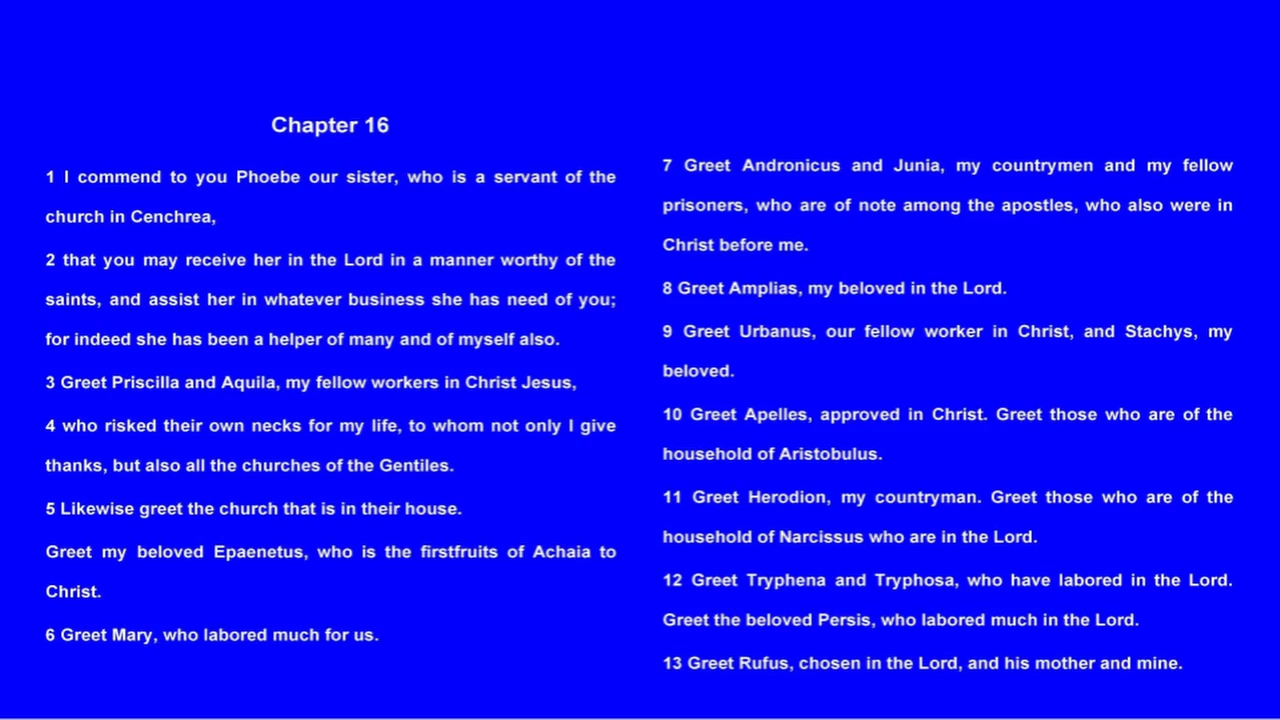 Chapter 16
1 I commend to you Phoebe our sister, who is a servant of the
church in Cenchrea,
2 that you may receive her in the Lord in a manner worthy of the
saints, and assist her in whatever business she has need of you;
for indeed she has been a helper of many and of myself also.
3 Greet Priscilla and Aquila, my fellow workers in Christ Jesus,
4 who risked their own necks for my life, to whom not only I give
thanks, but also all the churches of the Gentiles.
5 Likewise greet the church that is in their house.
Greet my beloved Epaenetus, who is the firstfruits of Achaia to
Christ.
6 Greet Mary, who labored much for us.
7 Greet Andronicus and Junia, my countrymen and my fellow
prisoners, who are of note among the apostles, who also were in
Christ before me.
8 Greet Amplias, my beloved in the Lord.
9 Greet Urbanus, our fellow worker in Christ, and Stachys, my
beloved.
10 Greet Apelles, approved in Christ. Greet those who are of the
household of Aristobulus.
11 Greet Herodion, my countryman. Greet those who are of the
household of Narcissus who are in the Lord.
12 Greet Tryphena and Tryphosa, who have labored in the Lord.
Greet the beloved Persis, who labored much in the Lord.
13 Greet Rufus, chosen in the Lord, and his mother and mine.